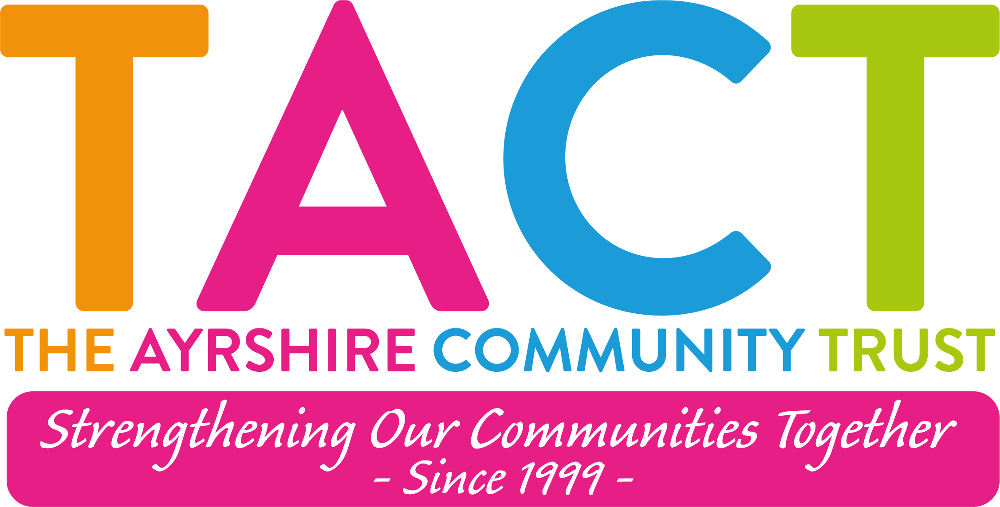 TACT
THE AYRSHIRE COMMUNITY TRUST
Strengthening Our Communities Together
- Since 1999 -